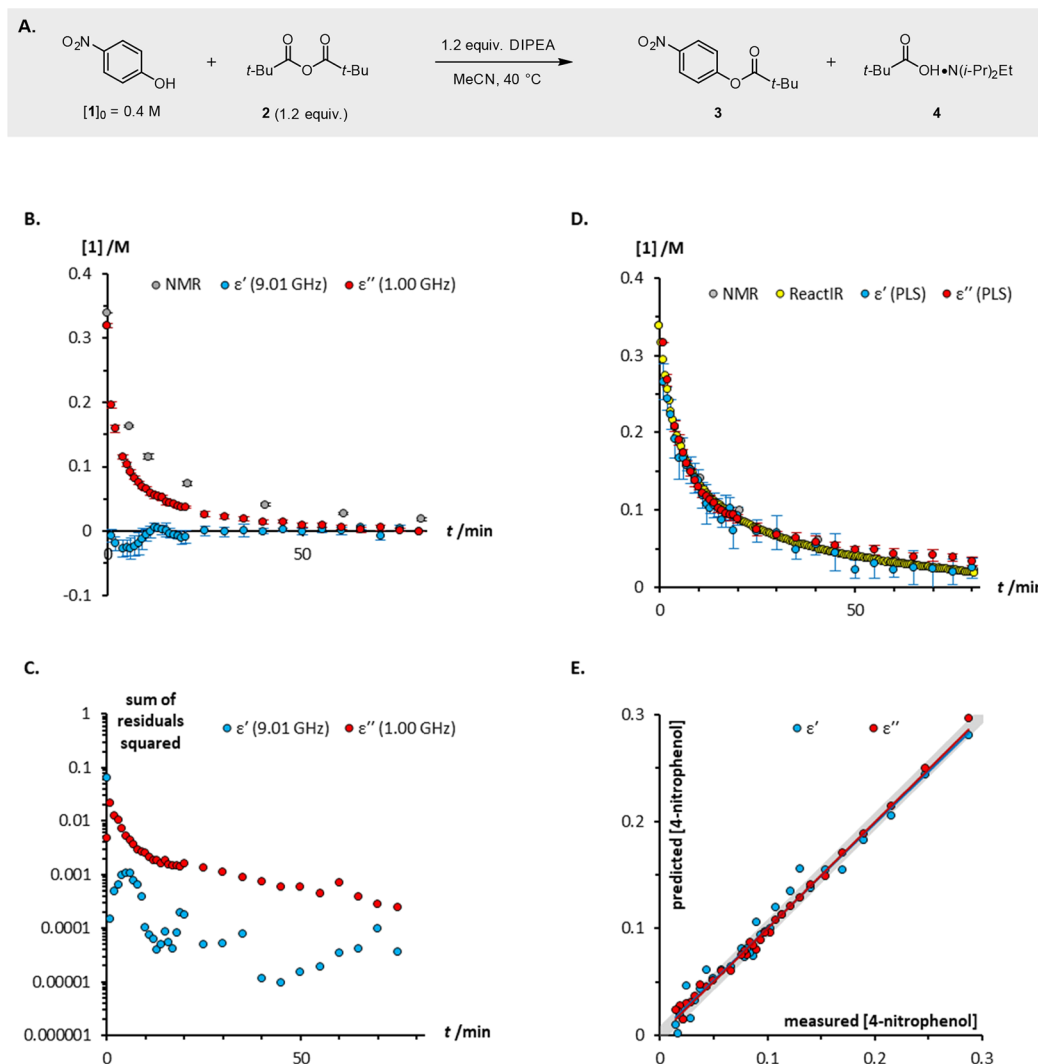 A.
O₂N
OH
[1]₀ = 0.4 M
+
O O
t-Bu O t-Bu
2 (1.2 equiv.)
1.2 equiv. DIPEA
MeCN, 40 °C
O₂N
O
O
t-Bu
3
+
O
t-Bu OH•N(i-Pr)₂Et
4
B.
[1] /M
NMR ε′ (9.01 GHz) ε′′ (1.00 GHz)
0.4
0.3
0.2
0.1
0
-0.1
50
t /min
D.
[1] /M
NMR ReactIR ε′ (PLS) ε′′ (PLS)
0.4
0.3
0.2
0.1
0
0 50
t /min
C.
sum of
residuals
squared
ε′ (9.01 GHz) ε′′ (1.00 GHz)
1
0.1
0.01
0.001
0.0001
0.00001
0.000001
0 50
t /min
E.
ε′ ε′′
predicted [4-nitrophenol]
0.3
0.2
0.1
0
measured [4-nitrophenol]
0 0.1 0.2 0.3